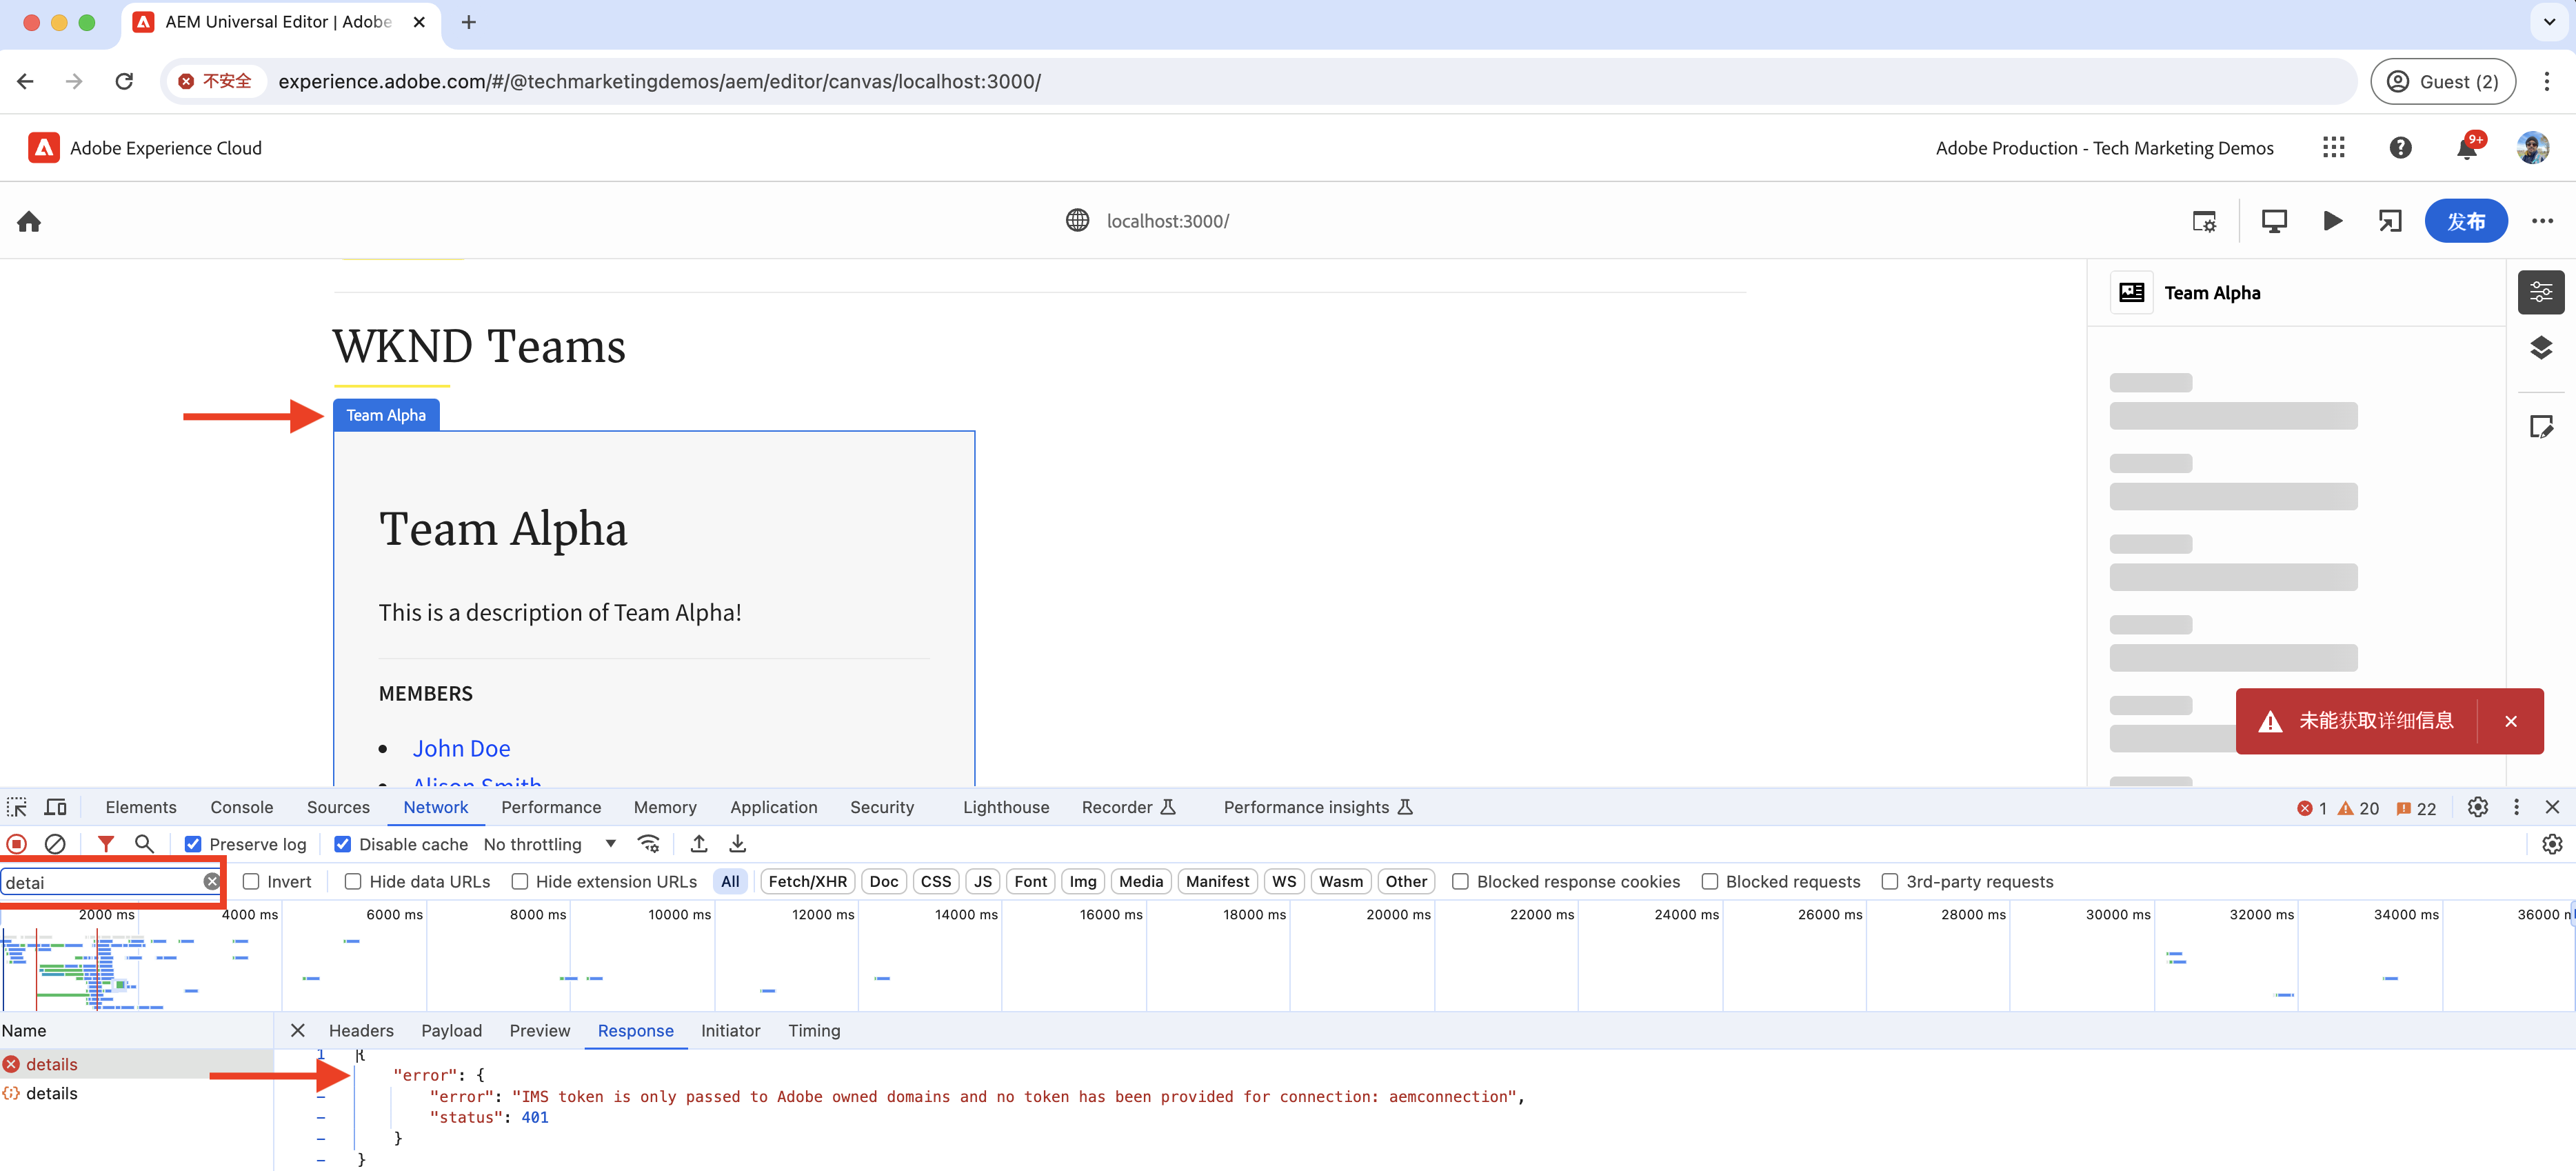 AEM Universal Editor | Adobe
不安全
experience.adobe.com/#/@techmarketingdemos/aem/editor/canvas/localhost:3000/
Guest (2)
Adobe Experience Cloud
Adobe Production - Tech Marketing Demos
9+
localhost:3000/
发布
WKND Teams
Team Alpha
Team Alpha
This is a description of Team Alpha!
MEMBERS
John Doe
Alison Smith
Team Alpha
未能获取详细信息
Elements Console Sources Network Performance Memory Application Security Lighthouse Recorder Performance insights
1 20 22
Preserve log Disable cache No throttling
detai
Invert Hide data URLs Hide extension URLs All Fetch/XHR Doc CSS JS Font Img Media Manifest WS Wasm Other Blocked response cookies Blocked requests 3rd-party requests
2000 ms 4000 ms 6000 ms 8000 ms 10000 ms 12000 ms 14000 ms 16000 ms 18000 ms 20000 ms 22000 ms 24000 ms 26000 ms 28000 ms 30000 ms 32000 ms 34000 ms 36000 m
Name
Headers Payload Preview Response Initiator Timing
details
details
1 {
- "error": {
- "error": "IMS token is only passed to Adobe owned domains and no token has been provided for connection: aemconnection",
- "status": 401
- }
- }